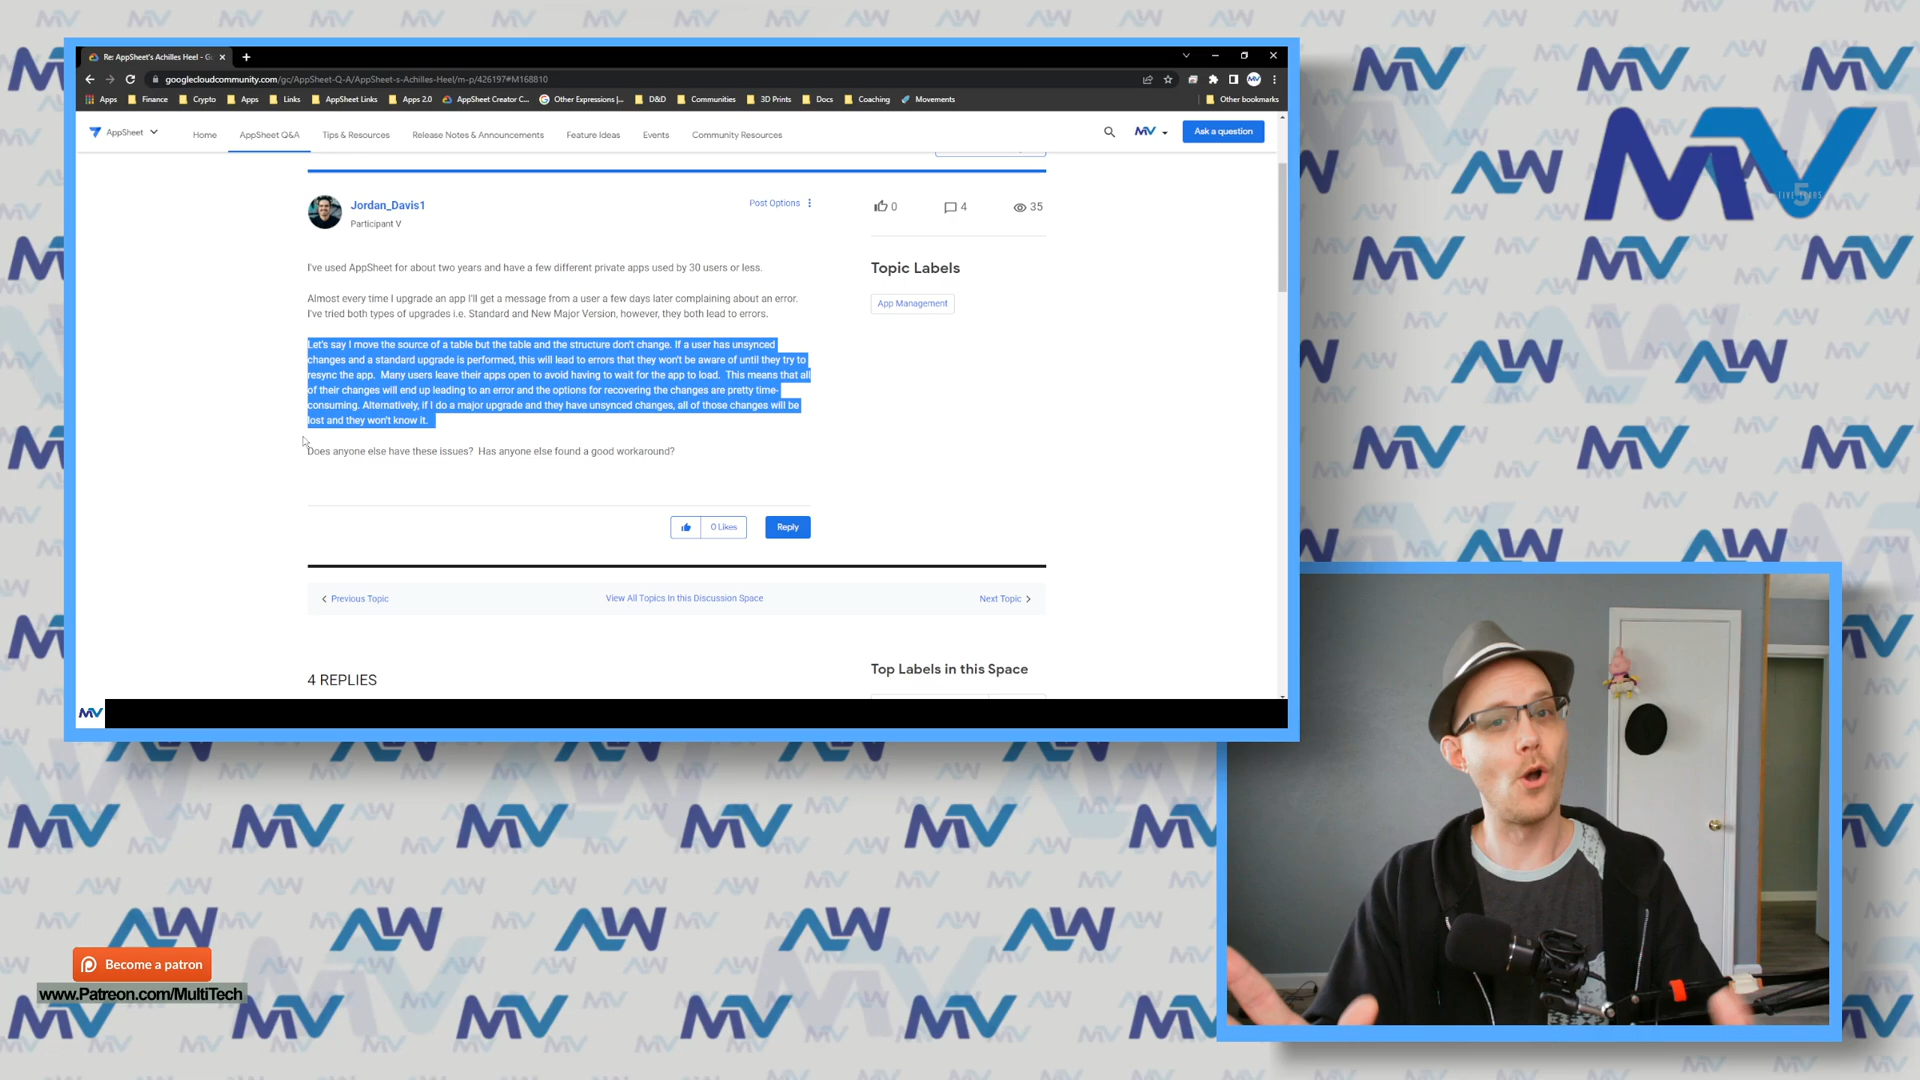 Re: AppSheet's Achilles Heel - Go
googlecloudcommunity.com/gc/AppSheet-Q-A/AppSheet-s-Achilles-Heel/m-p/426197#M168810
Apps Finance Crypto Apps Links AppSheet Links Apps 2.0 AppSheet Creator C... Other Expressions |... D&D Communities 3D Prints Docs Coaching Movements Other bookmarks
AppSheet Home AppSheet Q&A Tips & Resources Release Notes & Announcements Feature Ideas Events Community Resources MV Ask a question
Jordan_Davis1
Participant V
Post Options
0 4 35
I've used AppSheet for about two years and have a few different private apps used by 30 users or less.
Almost every time I upgrade an app I'll get a message from a user a few days later complaining about an error.
I've tried both types of upgrades i.e. Standard and New Major Version, however, they both lead to errors.
Let's say I move the source of a table but the table and the structure don't change. If a user has unsynced
changes and a standard upgrade is performed, this will lead to errors that they won't be aware of until they try to
resync the app. Many users leave their apps open to avoid having to wait for the app to load. This means that all
of their changes will end up leading to an error and the options for recovering the changes are pretty time-
consuming. Alternatively, if I do a major upgrade and they have unsynced changes, all of those changes will be
lost and they won't know it.
Does anyone else have these issues? Has anyone else found a good workaround?
Topic Labels
App Management
0 Likes
Reply
Previous Topic
View All Topics In this Discussion Space
Next Topic
4 REPLIES
Top Labels in this Space
MV
MV
5
FIVE YEARS
Become a patron
www.Patreon.com/MultiTech